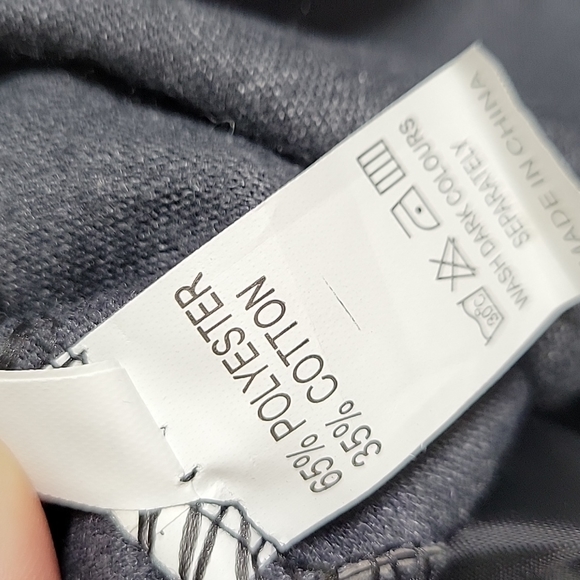 65% POLYESTER
35% COTTON
30°C
WASH DARK COLOURS
SEPARATELY
MADE IN CHINA